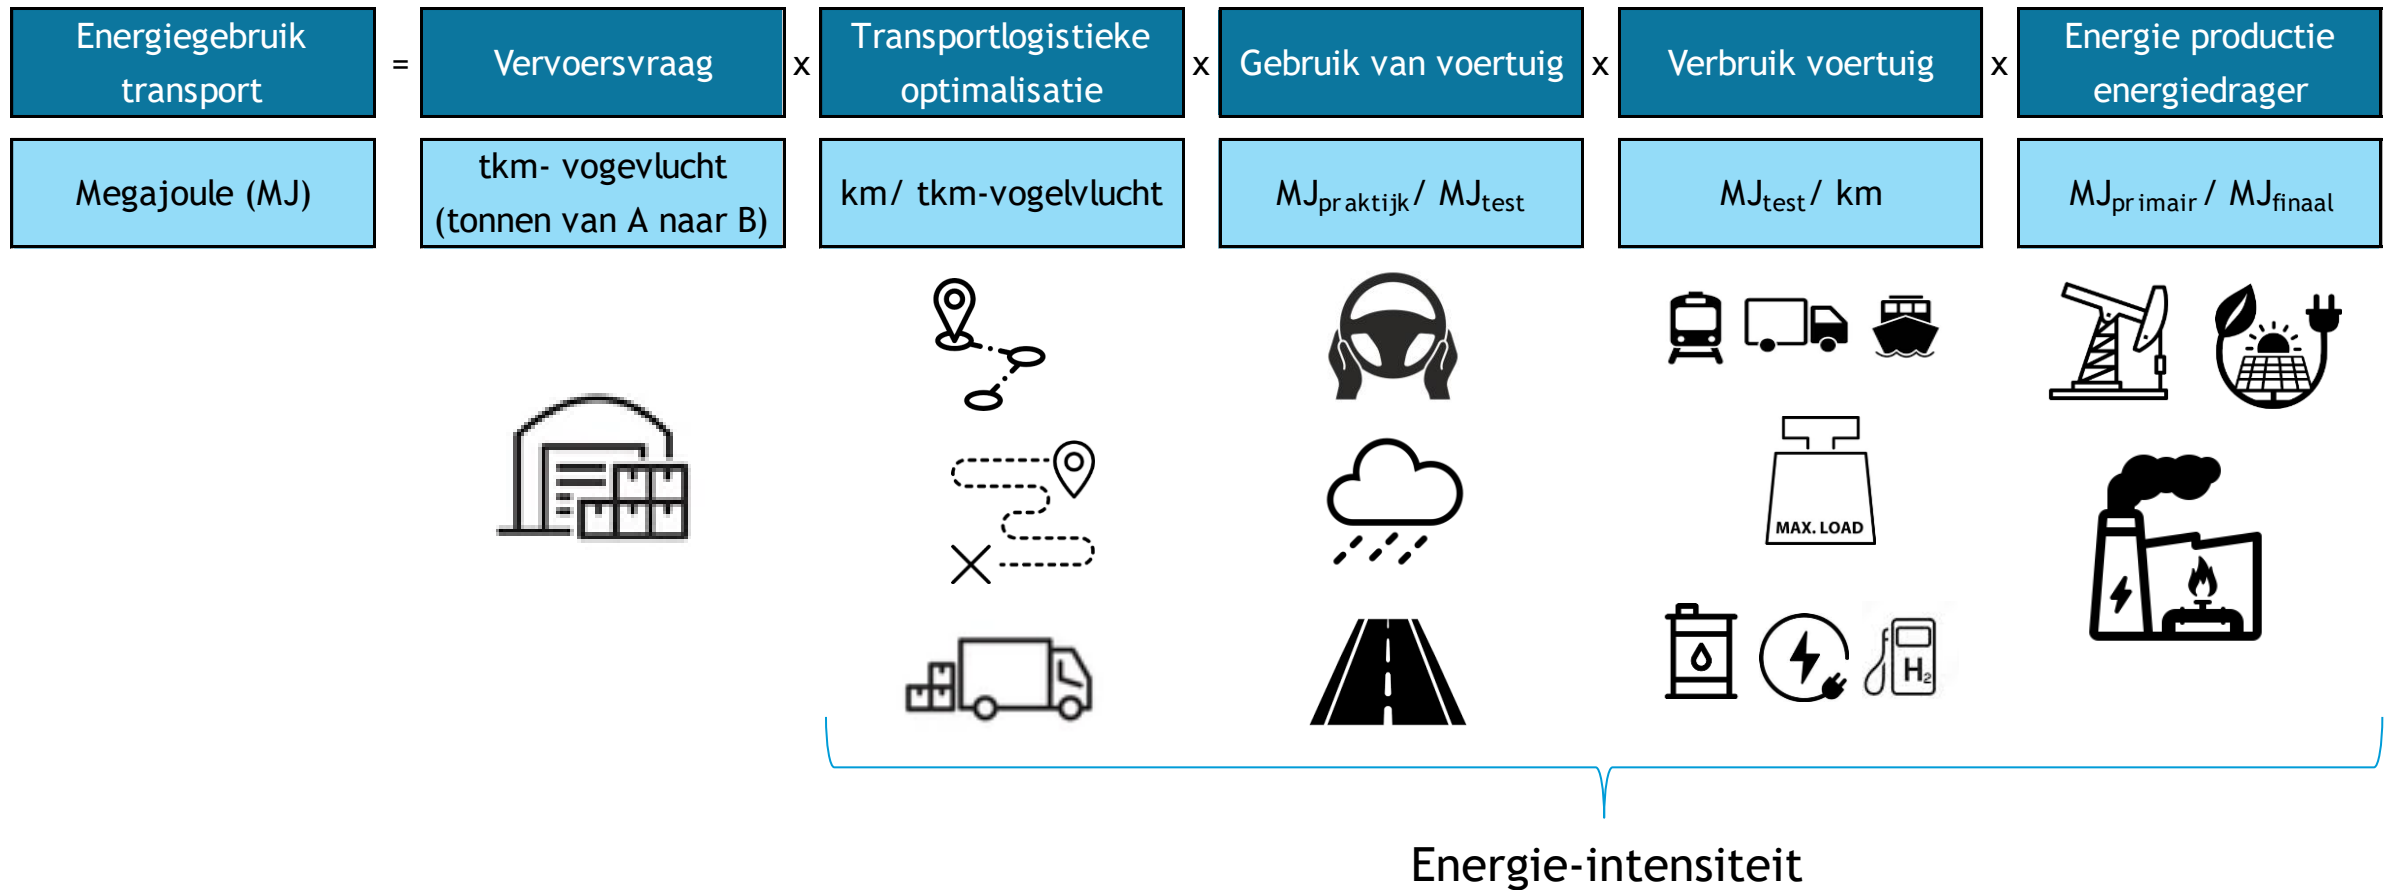 Energiegebruik
transport
=
Vervoersvraag
x
Transportlogistieke
optimalisatie
x
Gebruik van voertuig
x
Verbruik voertuig
x
Energie productie
energiedrager
Megajoule (MJ)
tkm- vogevlucht
(tonnen van A naar B)
km/ tkm-vogelvlucht
MJpraktijk/ MJtest
MJtest/ km
MJprimair/ MJfinaal
MAX. LOAD
H2
Energie-intensiteit